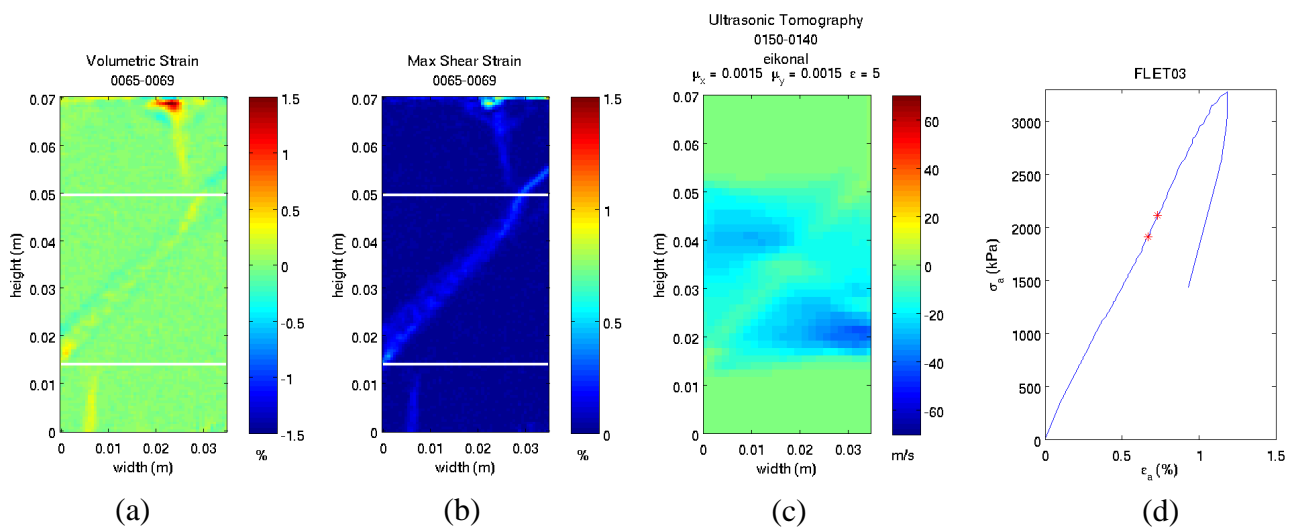 Volumetric Strain
0065-0069
0.07
0.06
0.05
0.04
0.03
0.02
0.01
0
height (m)
0 0.01 0.02 0.03
width (m)
1.5
1
0.5
0
-0.5
-1
-1.5
%
(a)
Max Shear Strain
0065-0069
0.07
0.06
0.05
0.04
0.03
0.02
0.01
0
height (m)
0 0.01 0.02 0.03
width (m)
1.5
1
0.5
0
%
(b)
Ultrasonic Tomography
0150-0140
eikonal
μx = 0.0015 μy = 0.0015 ε = 5
0.07
0.06
0.05
0.04
0.03
0.02
0.01
0
height (m)
0 0.01 0.02 0.03
width (m)
60
40
20
0
-20
-40
-60
m/s
(c)
FLET03
3000
2500
2000
1500
1000
500
0
σa (kPa)
0 0.5 1 1.5
εa (%)
(d)